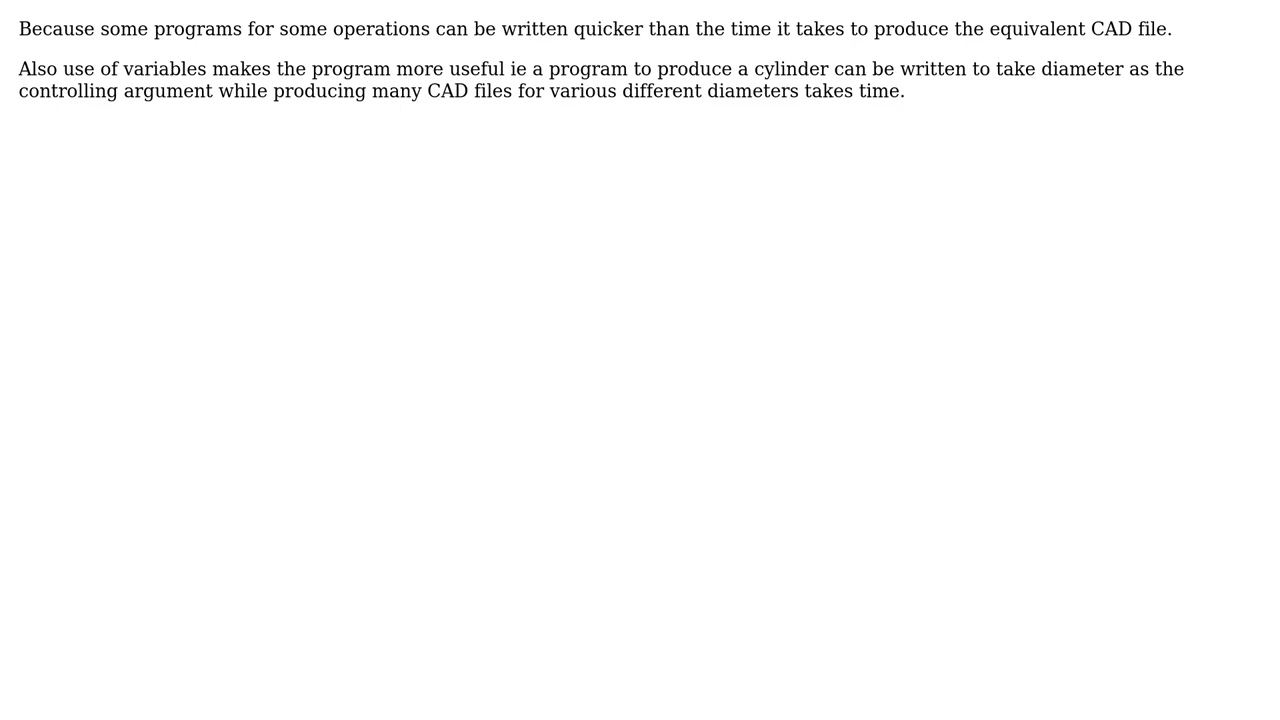 Because some programs for some operations can be written quicker than the time it takes to produce the equivalent CAD file.
Also use of variables makes the program more useful ie a program to produce a cylinder can be written to take diameter as the
controlling argument while producing many CAD files for various different diameters takes time.